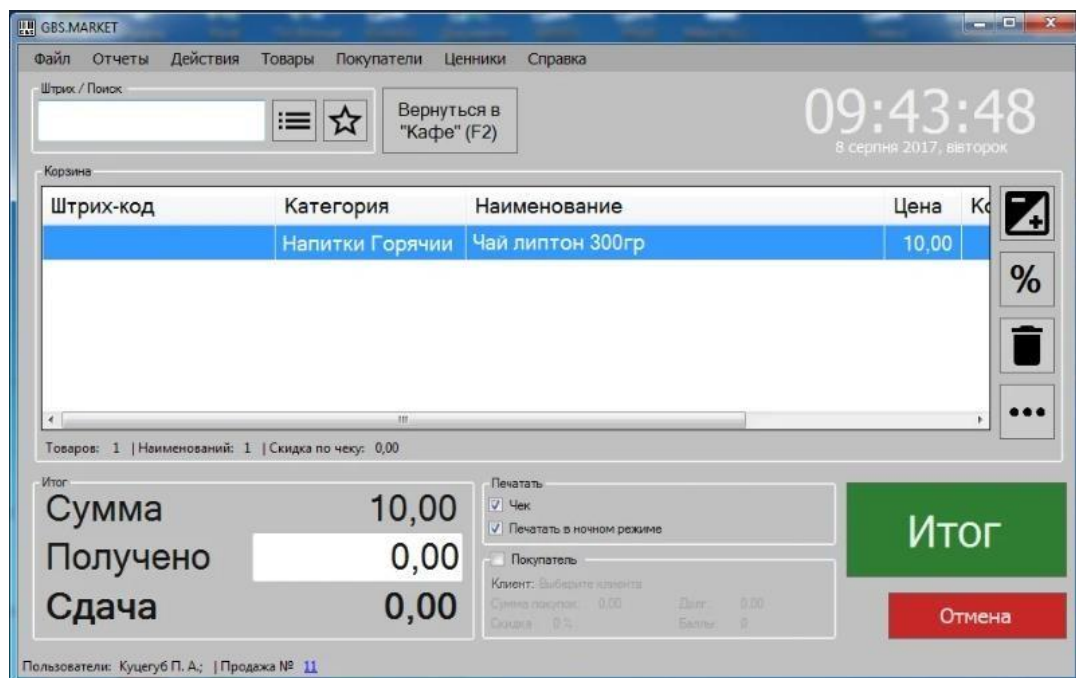 GBS.MARKET
Файл Отчеты Действия Товары Покупатели Ценники Справка
Штрих / Поиск
Вернуться в
"Кафе" (F2)
09:43:48
8 серпня 2017, вівторок
Корзина
Штрих-код Категория Наименование Цена Кс
Напитки Горячии Чай липтон 300гр 10,00
%
Товаров: 1 | Наименований: 1 | Скидка по чеку: 0,00
Итог
Сумма 10,00
Получено 0,00
Сдача 0,00
Печатать
Чек
Печатать в ночном режиме
Покупатель
Клиент: Выберите клиента
Сумма покупок: 0,00 Долг: 0,00
Скидка: 0 % Баллы: 0
Итог
Отмена
Пользователи: Куцегуб П. А.; | Продажа № 11